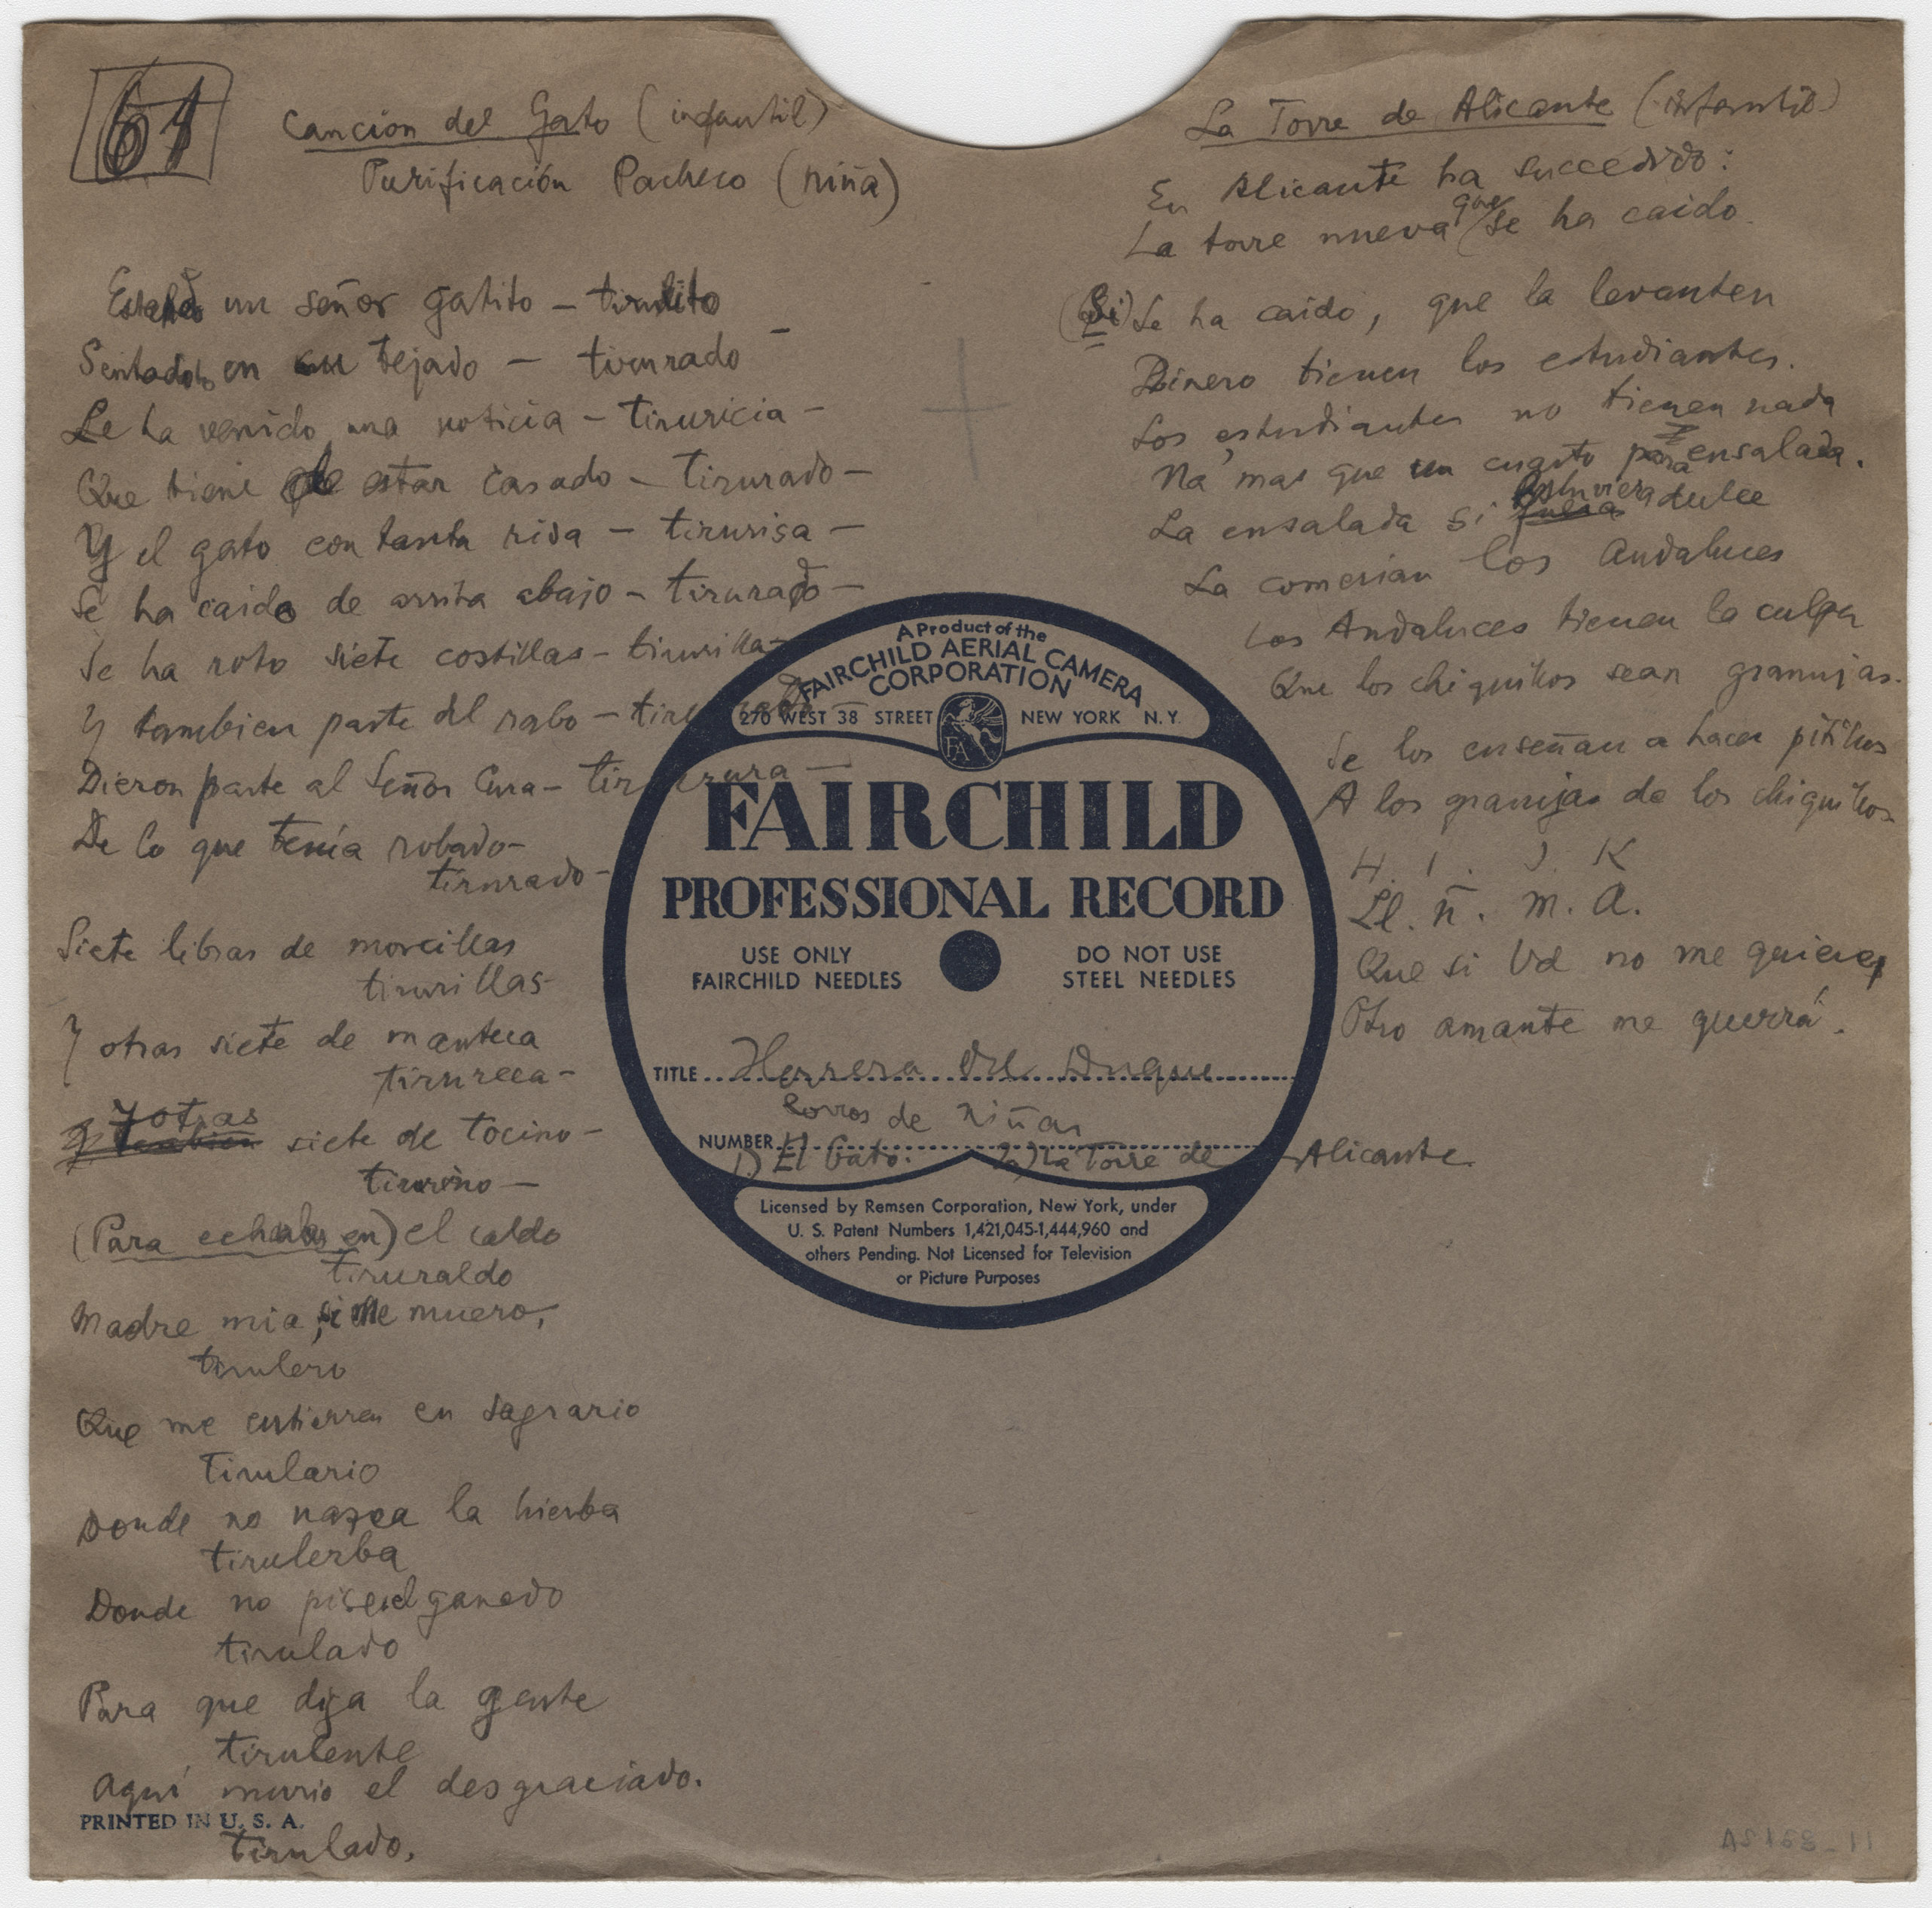 61
Canción del Gato (infantil)
Purificación Pacheco (niña)
Estaba un señor gatito – tirulito
Sentado en su tejado – tirurado –
Le ha venido una noticia – tiruricia –
Que tiene de estar casado – tirurado –
Y el gato con tanta risa – tirurisa –
Se ha caido de arriba abajo – tirurado –
Se ha roto siete costillas – tirurilla –
Y tambien parte del rabo –
Dieron parte al Señor Cura – tirurura –
De lo que tenía robado –
tirurado –
Siete libras de morcillas
tirurillas –
Y otras siete de manteca
tirureca –
Y otras siete de tocino –
tirurino –
(Para echarlas en) el caldo
tiruraldo
Madre mia, si me muero,
tirulero
Que me entierren en sagrario
Tirulario
Donde no nazca la hierba
tirulerba
Donde no pise el ganado
tirulado
Para que diga la gente
tirulente
Aquí murio el desgraciado.
tirulado.
PRINTED IN U. S. A.
La Torre de Alicante (infantil)
En Alicante ha succedido:
La torre nueva que se ha caido.
(Si) Se ha caido, que la levanten
Dinero tienen los estudiantes.
Los estudiantes no tienen nada
Na' mas que un cuarto para ensalada.
La ensalada si fuera estuviera dulce
La comerian los Andaluces
Los Andaluces tienen la culpa
Que los chiquillos sean granujas.
Se los enseñan a hacer pitillos
A los granujas de los chiquillos
H. I. J. K
Ll. ñ. m. A.
Que si Vd no me quiere,
Otro amante me querrá.
A Product of the
FAIRCHILD AERIAL CAMERA
CORPORATION
270 WEST 38 STREET NEW YORK N.Y.
FA
FAIRCHILD
PROFESSIONAL RECORD
USE ONLY
FAIRCHILD NEEDLES
DO NOT USE
STEEL NEEDLES
TITLE Herrera del Duque
Corros de Niñas
NUMBER
1) El Gato: 2) La Torre de Alicante.
Licensed by Remsen Corporation, New York, under
U. S. Patent Numbers 1,421,045-1,444,960 and
others Pending. Not Licensed for Television
or Picture Purposes